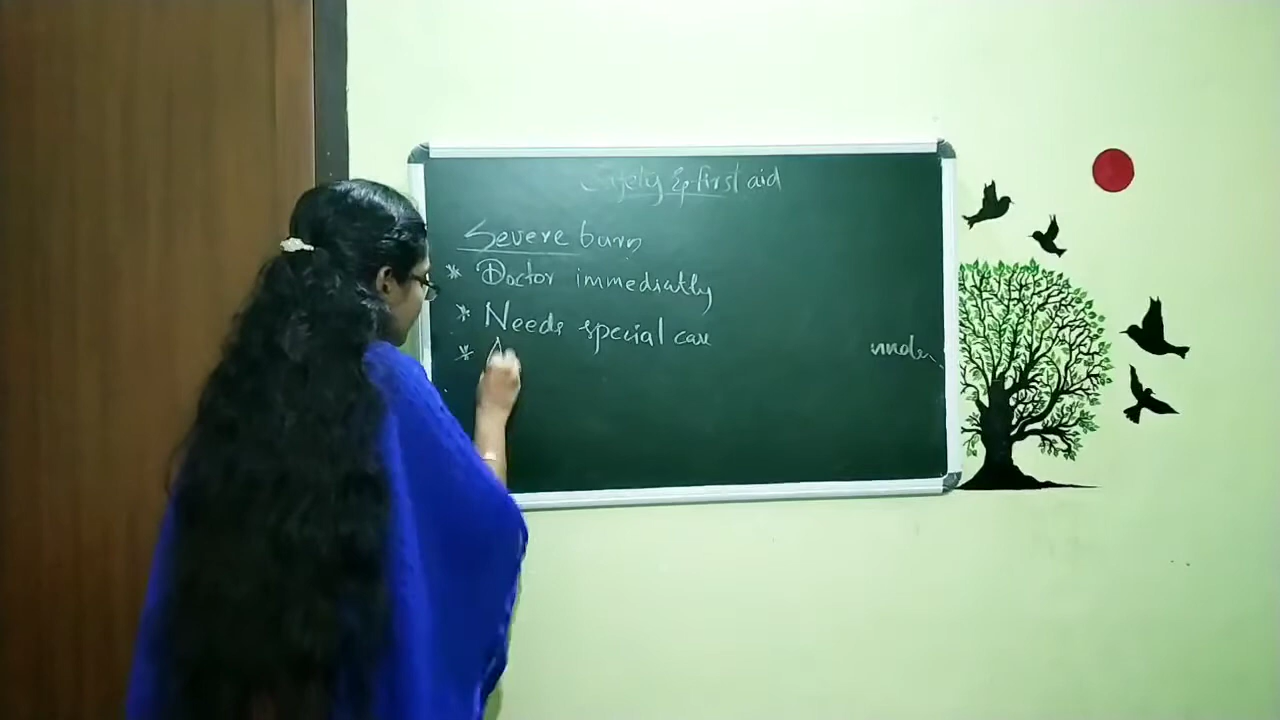 Safety & first aid
Severe burn
* Doctor immediatly
* Needs special care
under
* A